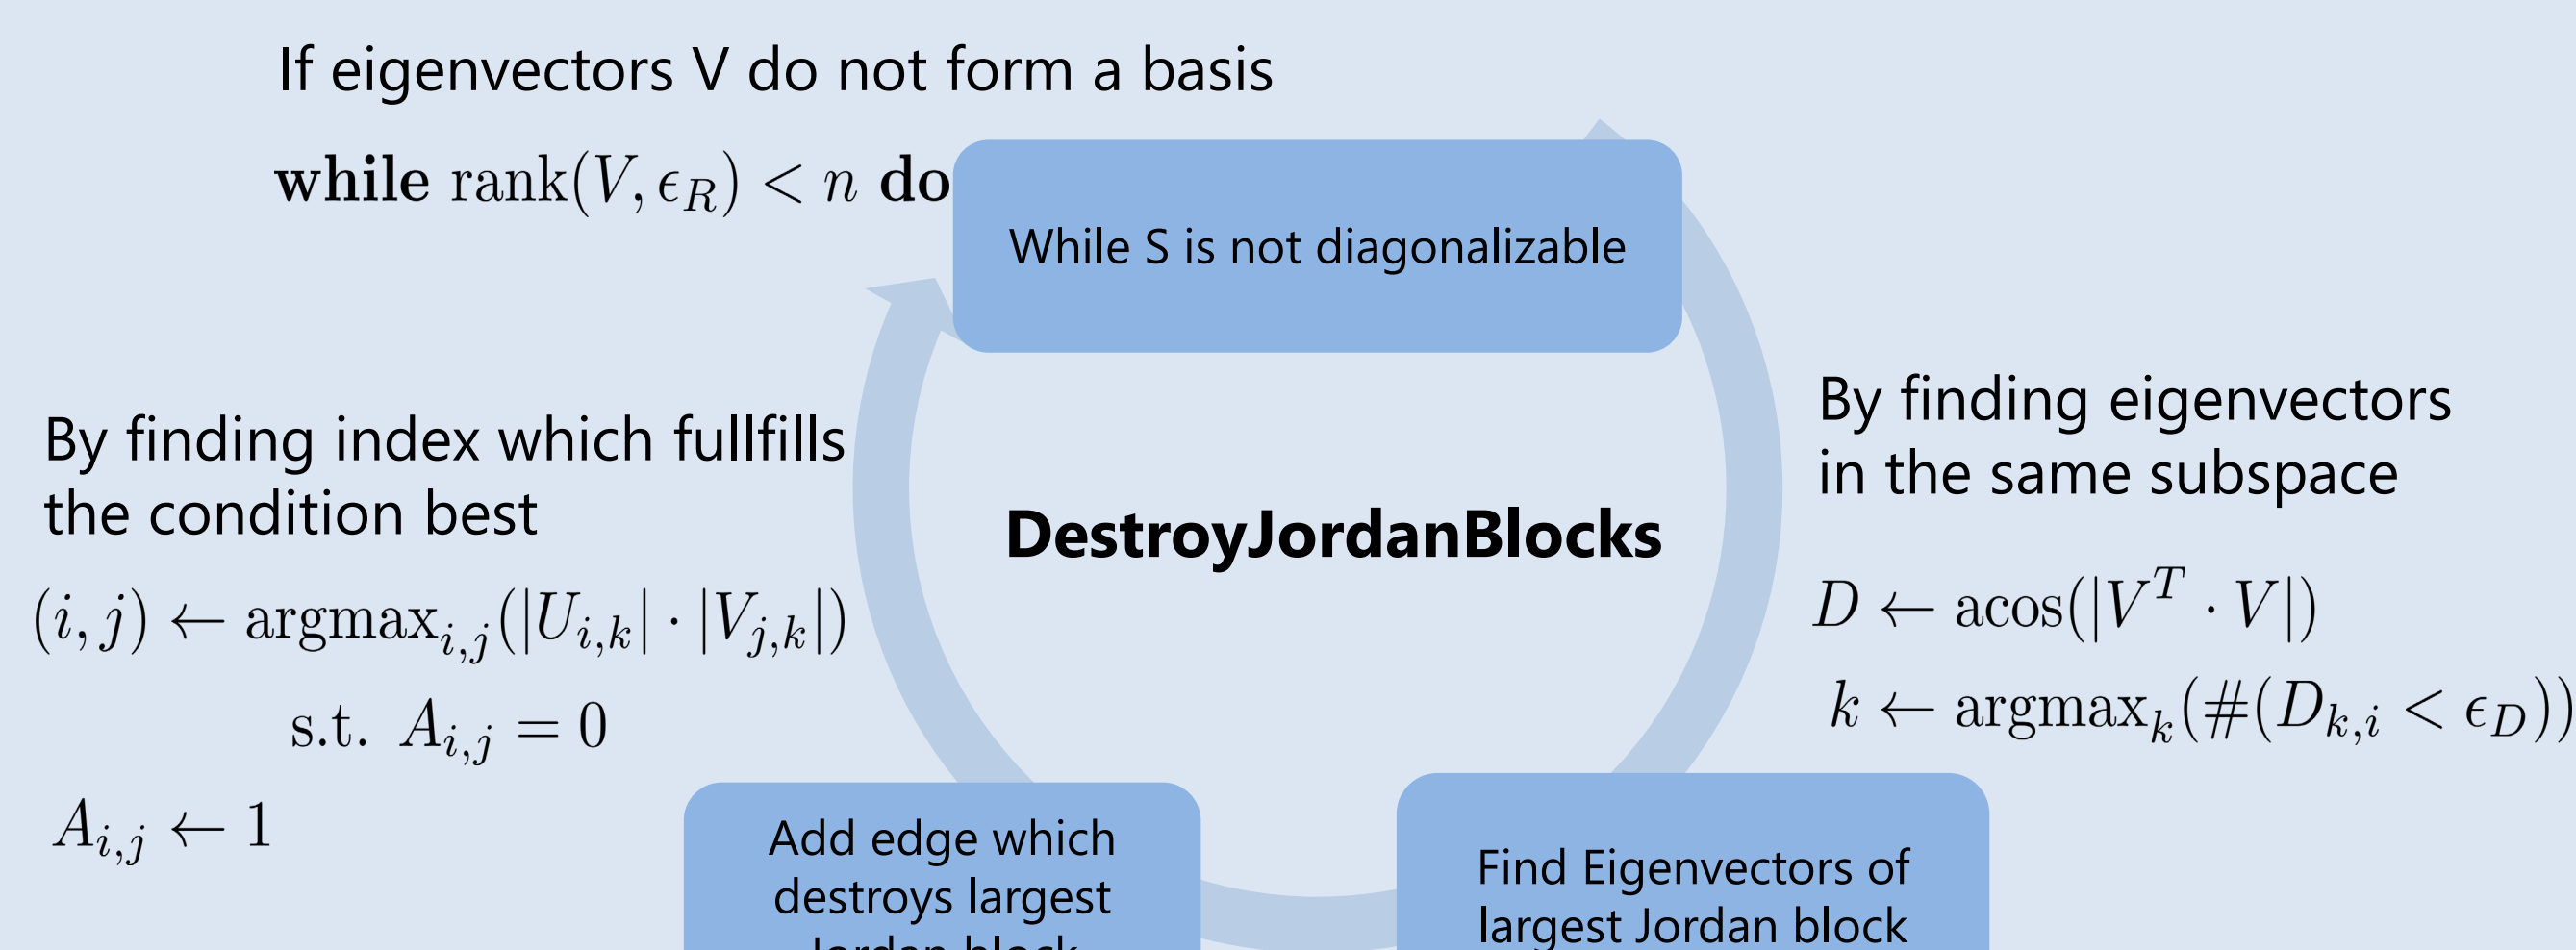 If eigenvectors V do not form a basis
while rank(V, ϵ_R) < n do
While S is not diagonalizable
By finding eigenvectors
in the same subspace
D ← acos(|V^T · V|)
k ← argmax_k(#(D_{k,i} < ϵ_D))
By finding index which fullfills
the condition best
(i, j) ← argmax_{i,j}(|U_{i,k}| · |V_{j,k}|)
s.t. A_{i,j} = 0
A_{i,j} ← 1
DestroyJordanBlocks
Find Eigenvectors of
largest Jordan block
Add edge which
destroys largest
Jordan block